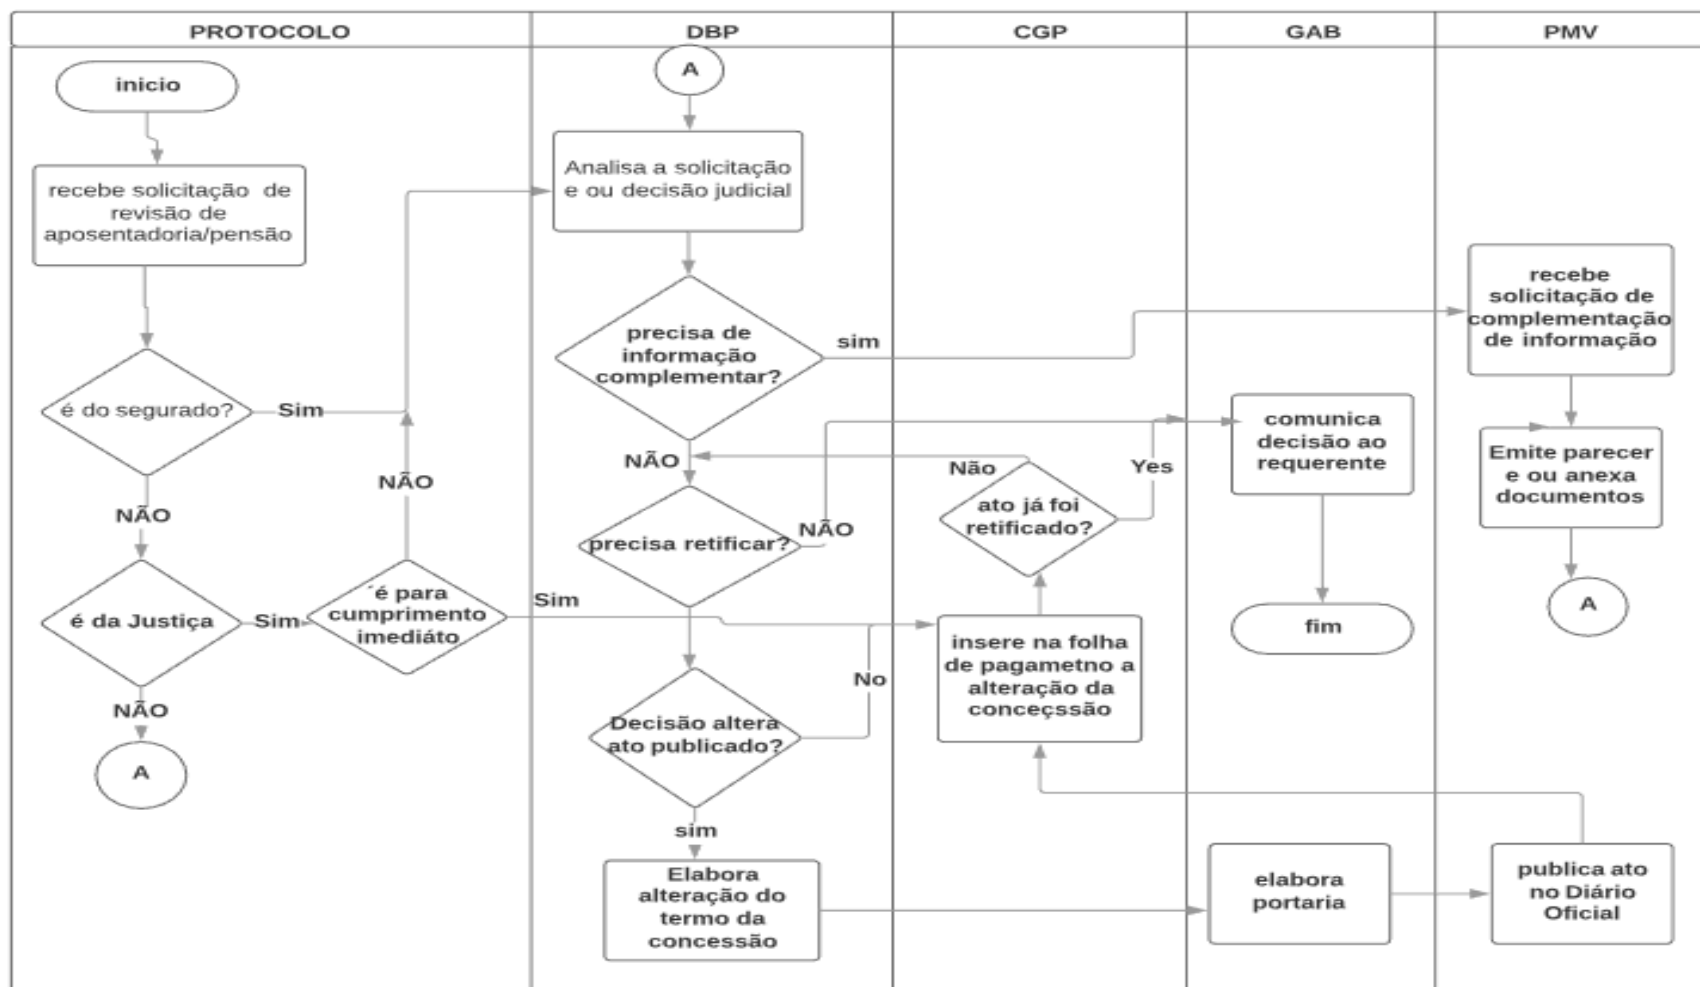 PROTOCOLO
DBP
CGP
GAB
PMV
inicio
recebe solicitação de
revisão de
aposentadoria/pensão
é do segurado?
Sim
NÃO
NÃO
é da Justiça
Sim
´é para
cumprimento
imediáto
Sim
NÃO
A
A
Analisa a solicitação
e ou decisão judicial
precisa de
informação
complementar?
sim
NÃO
precisa retificar?
NÃO
Decisão altera
ato publicado?
No
sim
Elabora
alteração do
termo da
concessão
Não
ato já foi
retificado?
Yes
insere na folha
de pagametno a
alteração da
conceçssão
comunica
decisão ao
requerente
fim
elabora
portaria
recebe
solicitação de
complementação
de informação
Emite parecer
e ou anexa
documentos
A
publica ato
no Diário
Oficial